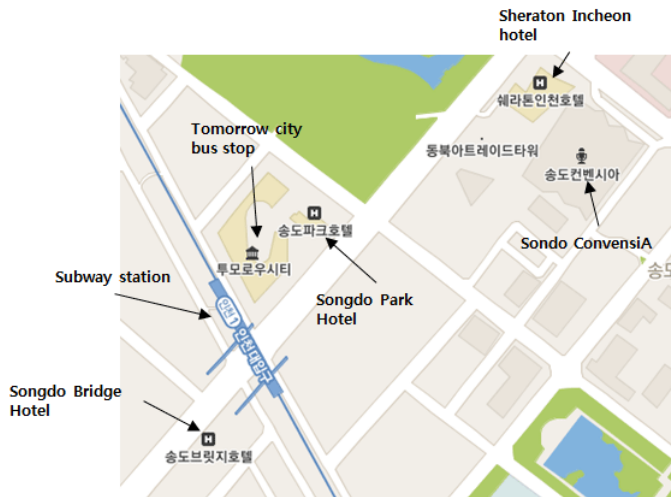 Sheraton Incheon
hotel
H
쉐라톤인천호텔
Tomorrow city
bus stop
동북아트레이드타워
송도컨벤시아
H
송도파크호텔
Sondo ConvensiA
투모로우시티
송도
Subway station
Songdo Park
Hotel
인천1
인천대입구
Songdo Bridge
Hotel
H
송도브릿지호텔